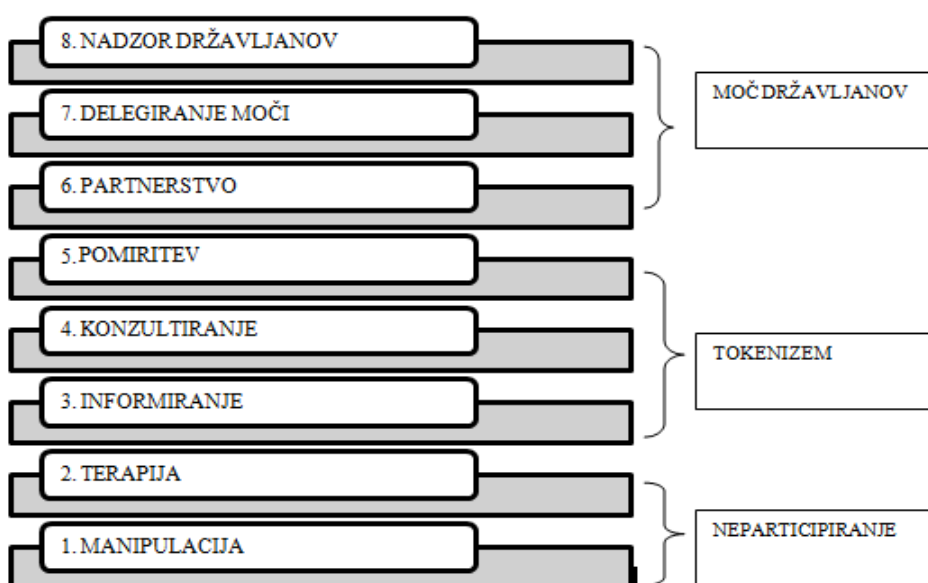 8. NADZOR DRŽAVLJANOV
7. DELEGIRANJE MOČI
MOČ DRŽAVLJANOV
6. PARTNERSTVO
5. POMIRITEV
4. KONZULTIRANJE
TOKENIZEM
3. INFORMIRANJE
2. TERAPIJA
1. MANIPULACIJA
NEPARTICIPIRANJE